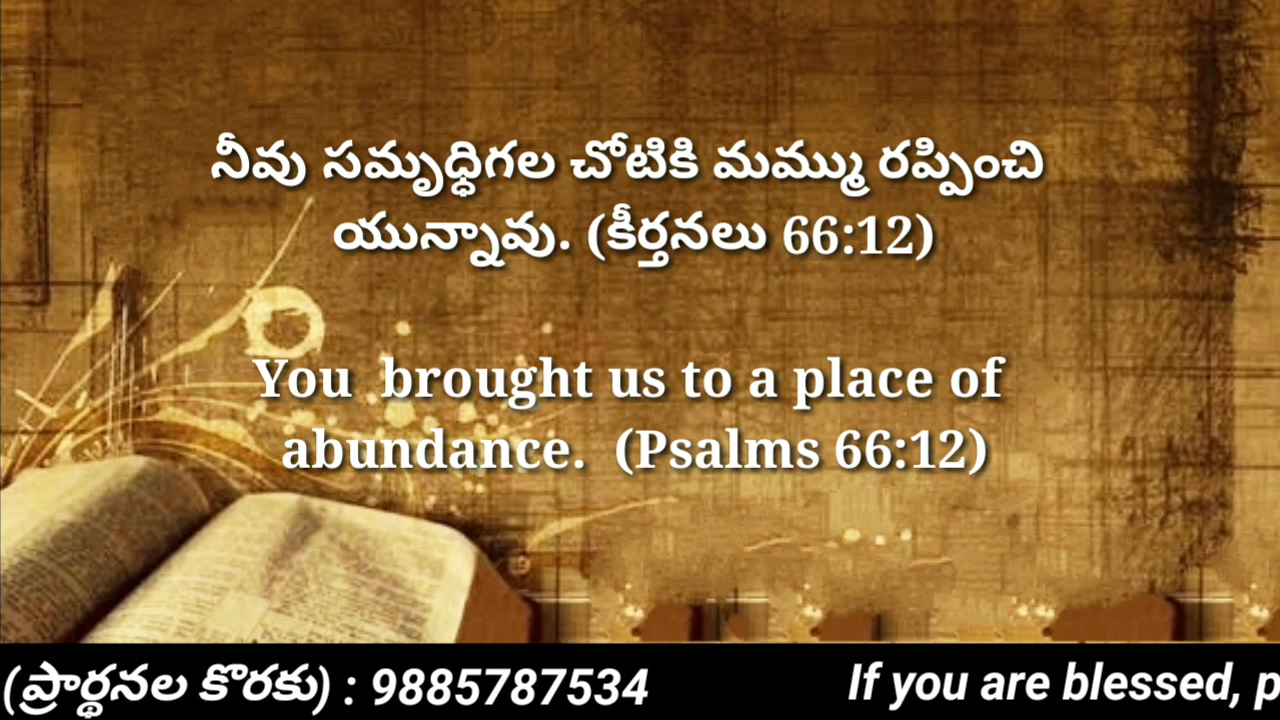 నీవు సమృధ్ధిగల చోటికి మమ్ము రప్పించి
యున్నావు. (కీర్తనలు 66:12)
You brought us to a place of
abundance. (Psalms 66:12)
(ప్రార్థనల కొరకు) : 9885787534 If you are blessed, p